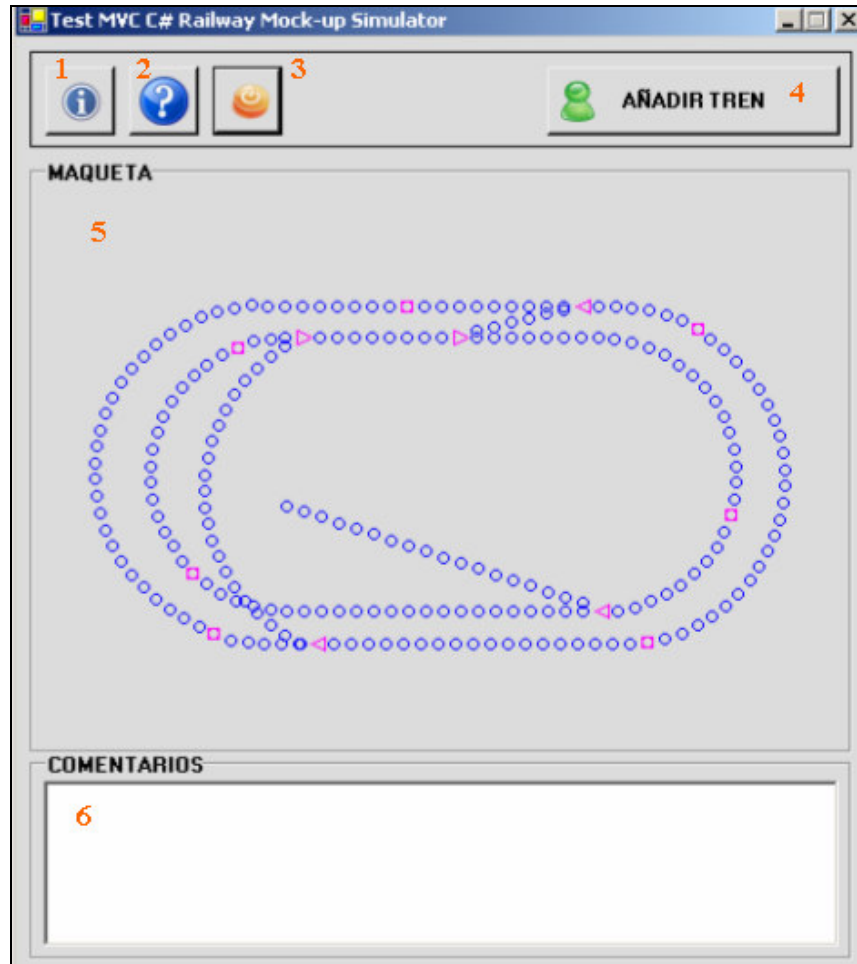 Test MVC C# Railway Mock-up Simulator
1 2 3
AÑADIR TREN 4
MAQUETA
5
COMENTARIOS
6